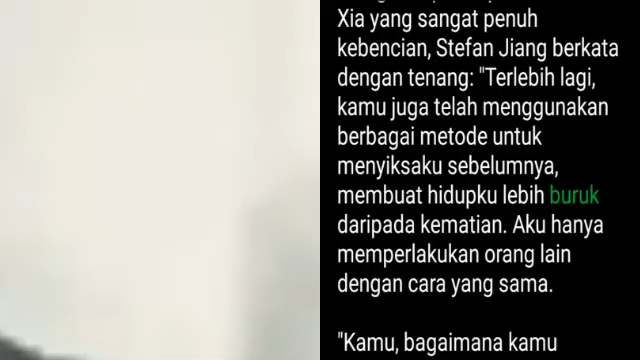 Xia yang sangat penuh
kebencian, Stefan Jiang berkata
dengan tenang: "Terlebih lagi,
kamu juga telah menggunakan
berbagai metode untuk
menyiksaku sebelumnya,
membuat hidupku lebih buruk
daripada kematian. Aku hanya
memperlakukan orang lain
dengan cara yang sama.
"Kamu, bagaimana kamu